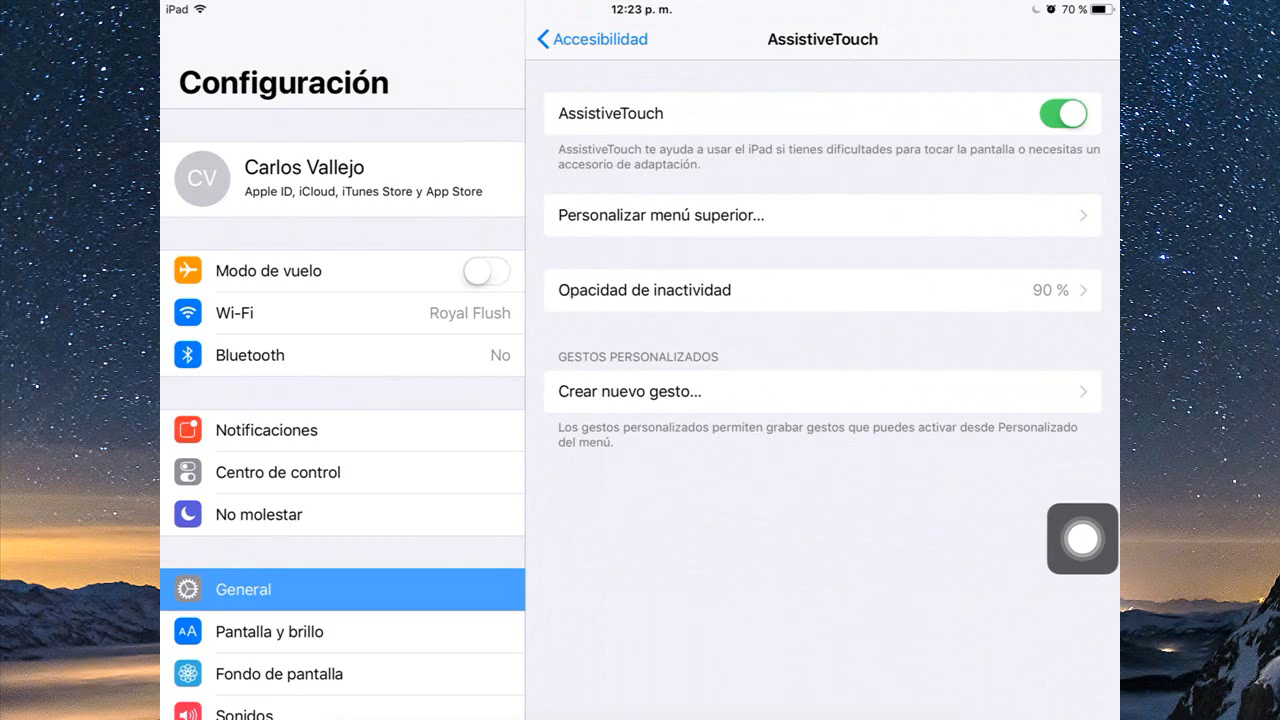 iPad
12:23 p. m.
70 %
Configuración
CV
Carlos Vallejo
Apple ID, iCloud, iTunes Store y App Store
Modo de vuelo
Wi-Fi
Royal Flush
Bluetooth
No
Notificaciones
Centro de control
No molestar
General
AA
Pantalla y brillo
Fondo de pantalla
Sonidos
Accesibilidad
AssistiveTouch
AssistiveTouch
AssistiveTouch te ayuda a usar el iPad si tienes dificultades para tocar la pantalla o necesitas un
accesorio de adaptación.
Personalizar menú superior...
Opacidad de inactividad
90 %
GESTOS PERSONALIZADOS
Crear nuevo gesto...
Los gestos personalizados permiten grabar gestos que puedes activar desde Personalizado
del menú.